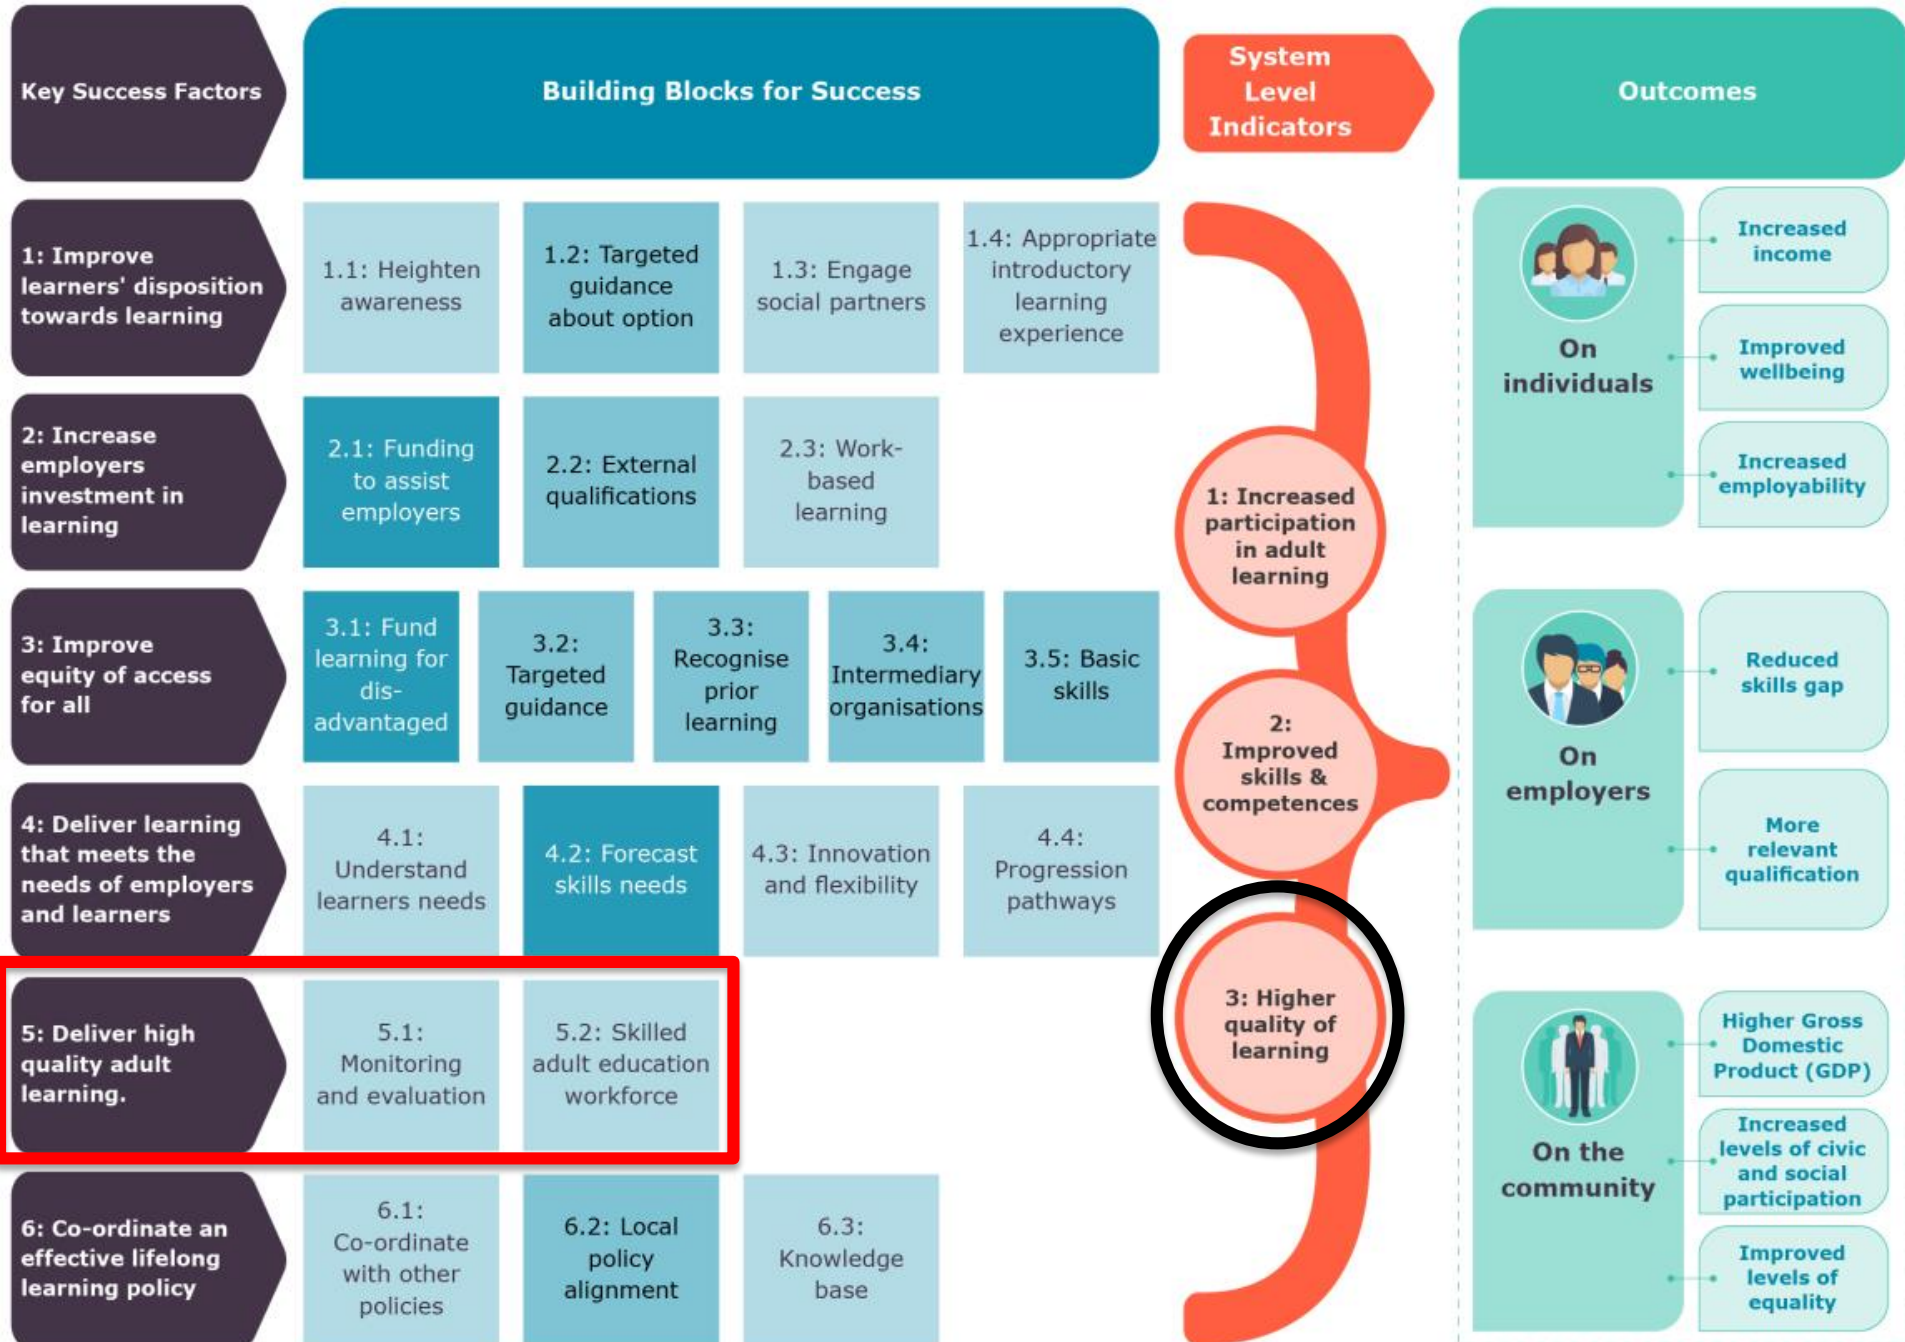 Key Success Factors
Building Blocks for Success
System
Level
Indicators
Outcomes
1: Improve
learners' disposition
towards learning
1.1: Heighten
awareness
1.2: Targeted
guidance
about option
1.3: Engage
social partners
1.4: Appropriate
introductory
learning
experience
2: Increase
employers
investment in
learning
2.1: Funding
to assist
employers
2.2: External
qualifications
2.3: Work-
based
learning
3: Improve
equity of access
for all
3.1: Fund
learning for
dis-
advantaged
3.2:
Targeted
guidance
3.3:
Recognise
prior
learning
3.4:
Intermediary
organisations
3.5: Basic
skills
4: Deliver learning
that meets the
needs of employers
and learners
4.1:
Understand
learners needs
4.2: Forecast
skills needs
4.3: Innovation
and flexibility
4.4:
Progression
pathways
5: Deliver high
quality adult
learning.
5.1:
Monitoring
and evaluation
5.2: Skilled
adult education
workforce
6: Co-ordinate an
effective lifelong
learning policy
6.1:
Co-ordinate
with other
policies
6.2: Local
policy
alignment
6.3:
Knowledge
base
1: Increased
participation
in adult
learning
2:
Improved
skills &
competences
3: Higher
quality of
learning
On
individuals
Increased
income
Improved
wellbeing
Increased
employability
On
employers
Reduced
skills gap
More
relevant
qualification
On the
community
Higher Gross
Domestic
Product (GDP)
Increased
levels of civic
and social
participation
Improved
levels of
equality